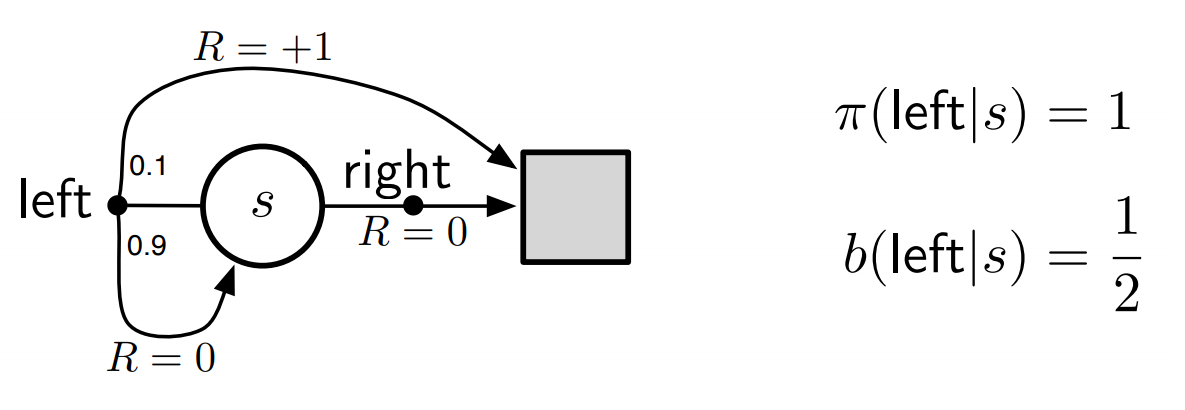 R = +1
0.1
left
s
right
R = 0
0.9
R = 0
π(left|s) = 1
b(left|s) = 1/2